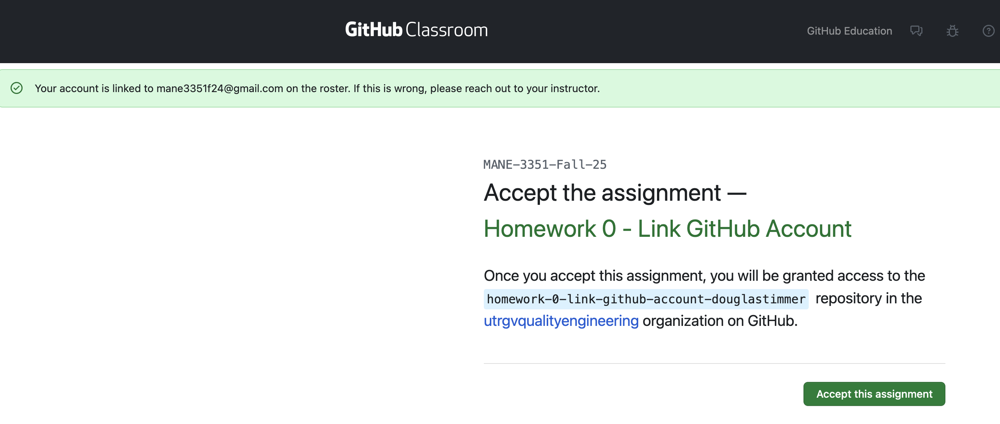 GitHub Classroom
GitHub Education
Your account is linked to mane3351f24@gmail.com on the roster. If this is wrong, please reach out to your instructor.
MANE-3351-Fall-25
Accept the assignment —
Homework 0 - Link GitHub Account
Once you accept this assignment, you will be granted access to the
homework-0-link-github-account-douglastimmer repository in the
utrgvqualityengineering organization on GitHub.
Accept this assignment